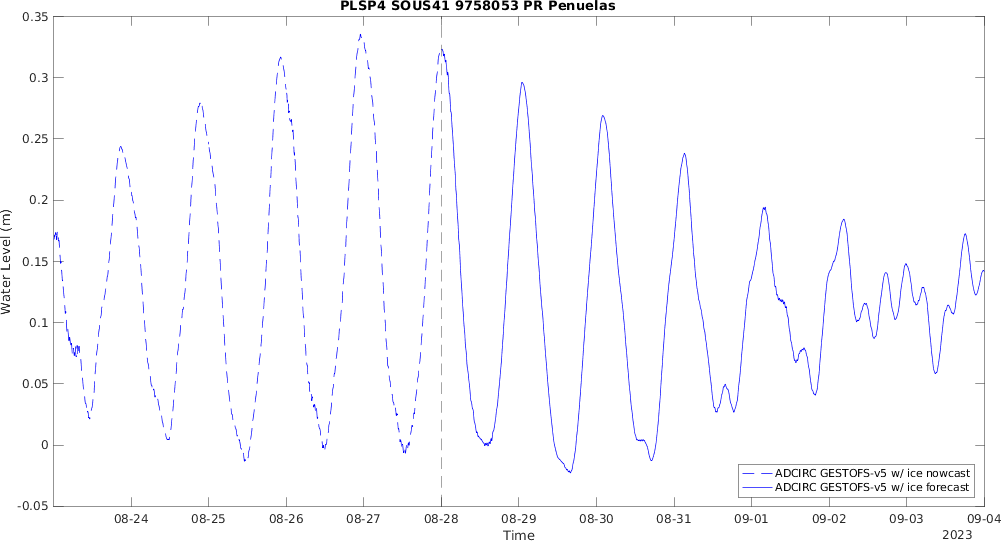 PLSP4 SOUS41 9758053 PR Penuelas
0.35
0.3
0.25
0.2
0.15
0.1
0.05
0
-0.05
Water Level (m)
08-24 08-25 08-26 08-27 08-28 08-29 08-30 08-31 09-01 09-02 09-03 09-04
Time
2023
ADCIRC GESTOFS-v5 w/ ice nowcast
ADCIRC GESTOFS-v5 w/ ice forecast